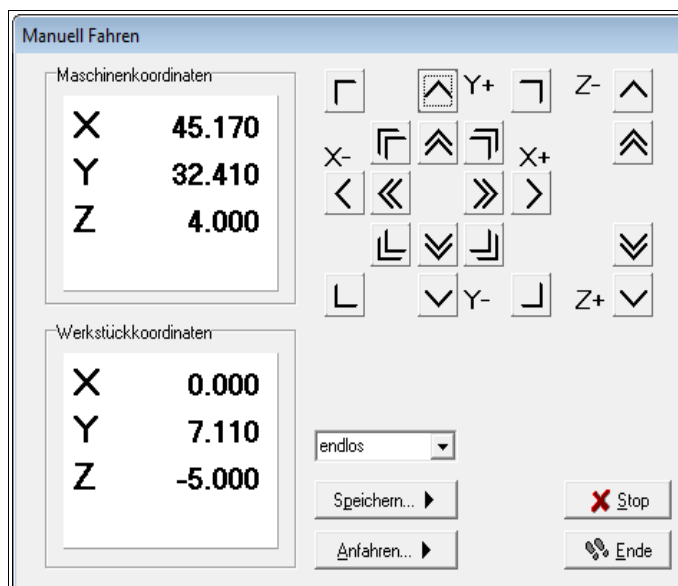 Manuell Fahren
Maschinenkoordinaten
X 45.170
Y 32.410
Z 4.000
Y+
Z-
X-
X+
Y-
Z+
Werkstückkoordinaten
X 0.000
Y 7.110
Z -5.000
endlos
Speichern...
Stop
Anfahren...
Ende